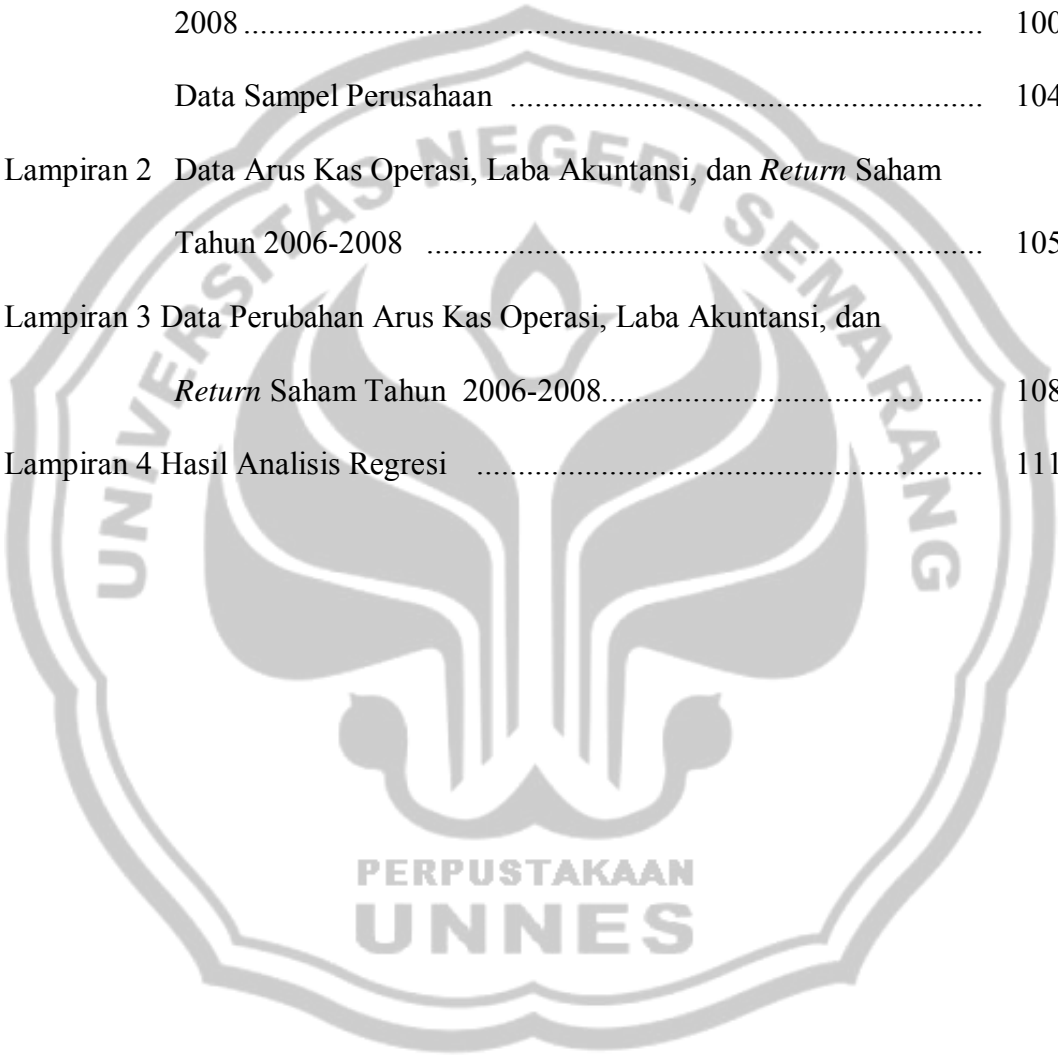 2008 ........................................................................................ 100
Data Sampel Perusahaan ........................................................ 104
Lampiran 2 Data Arus Kas Operasi, Laba Akuntansi, dan Return Saham
Tahun 2006-2008 .................................................................. 105
Lampiran 3 Data Perubahan Arus Kas Operasi, Laba Akuntansi, dan
Return Saham Tahun 2006-2008.............................................. 108
Lampiran 4 Hasil Analisis Regresi ............................................................ 111
UNIVERSITAS NEGERI SEMARANG
PERPUSTAKAAN
UNNES